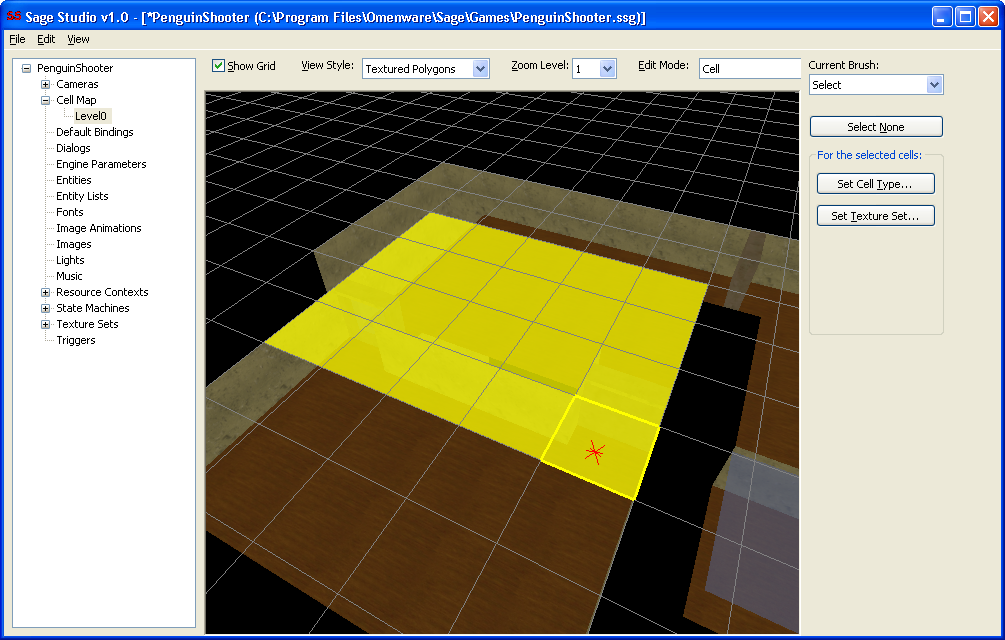 SS Sage Studio v1.0 - [*PenguinShooter (C:\Program Files\Omenware\Sage\Games\PenguinShooter.ssg)]
File Edit View
PenguinShooter
Cameras
Cell Map
Level0
Default Bindings
Dialogs
Engine Parameters
Entities
Entity Lists
Fonts
Image Animations
Images
Lights
Music
Resource Contexts
State Machines
Texture Sets
Triggers
Show Grid View Style: Textured Polygons Zoom Level: 1 Edit Mode: Cell
Current Brush:
Select
Select None
For the selected cells:
Set Cell Type...
Set Texture Set...